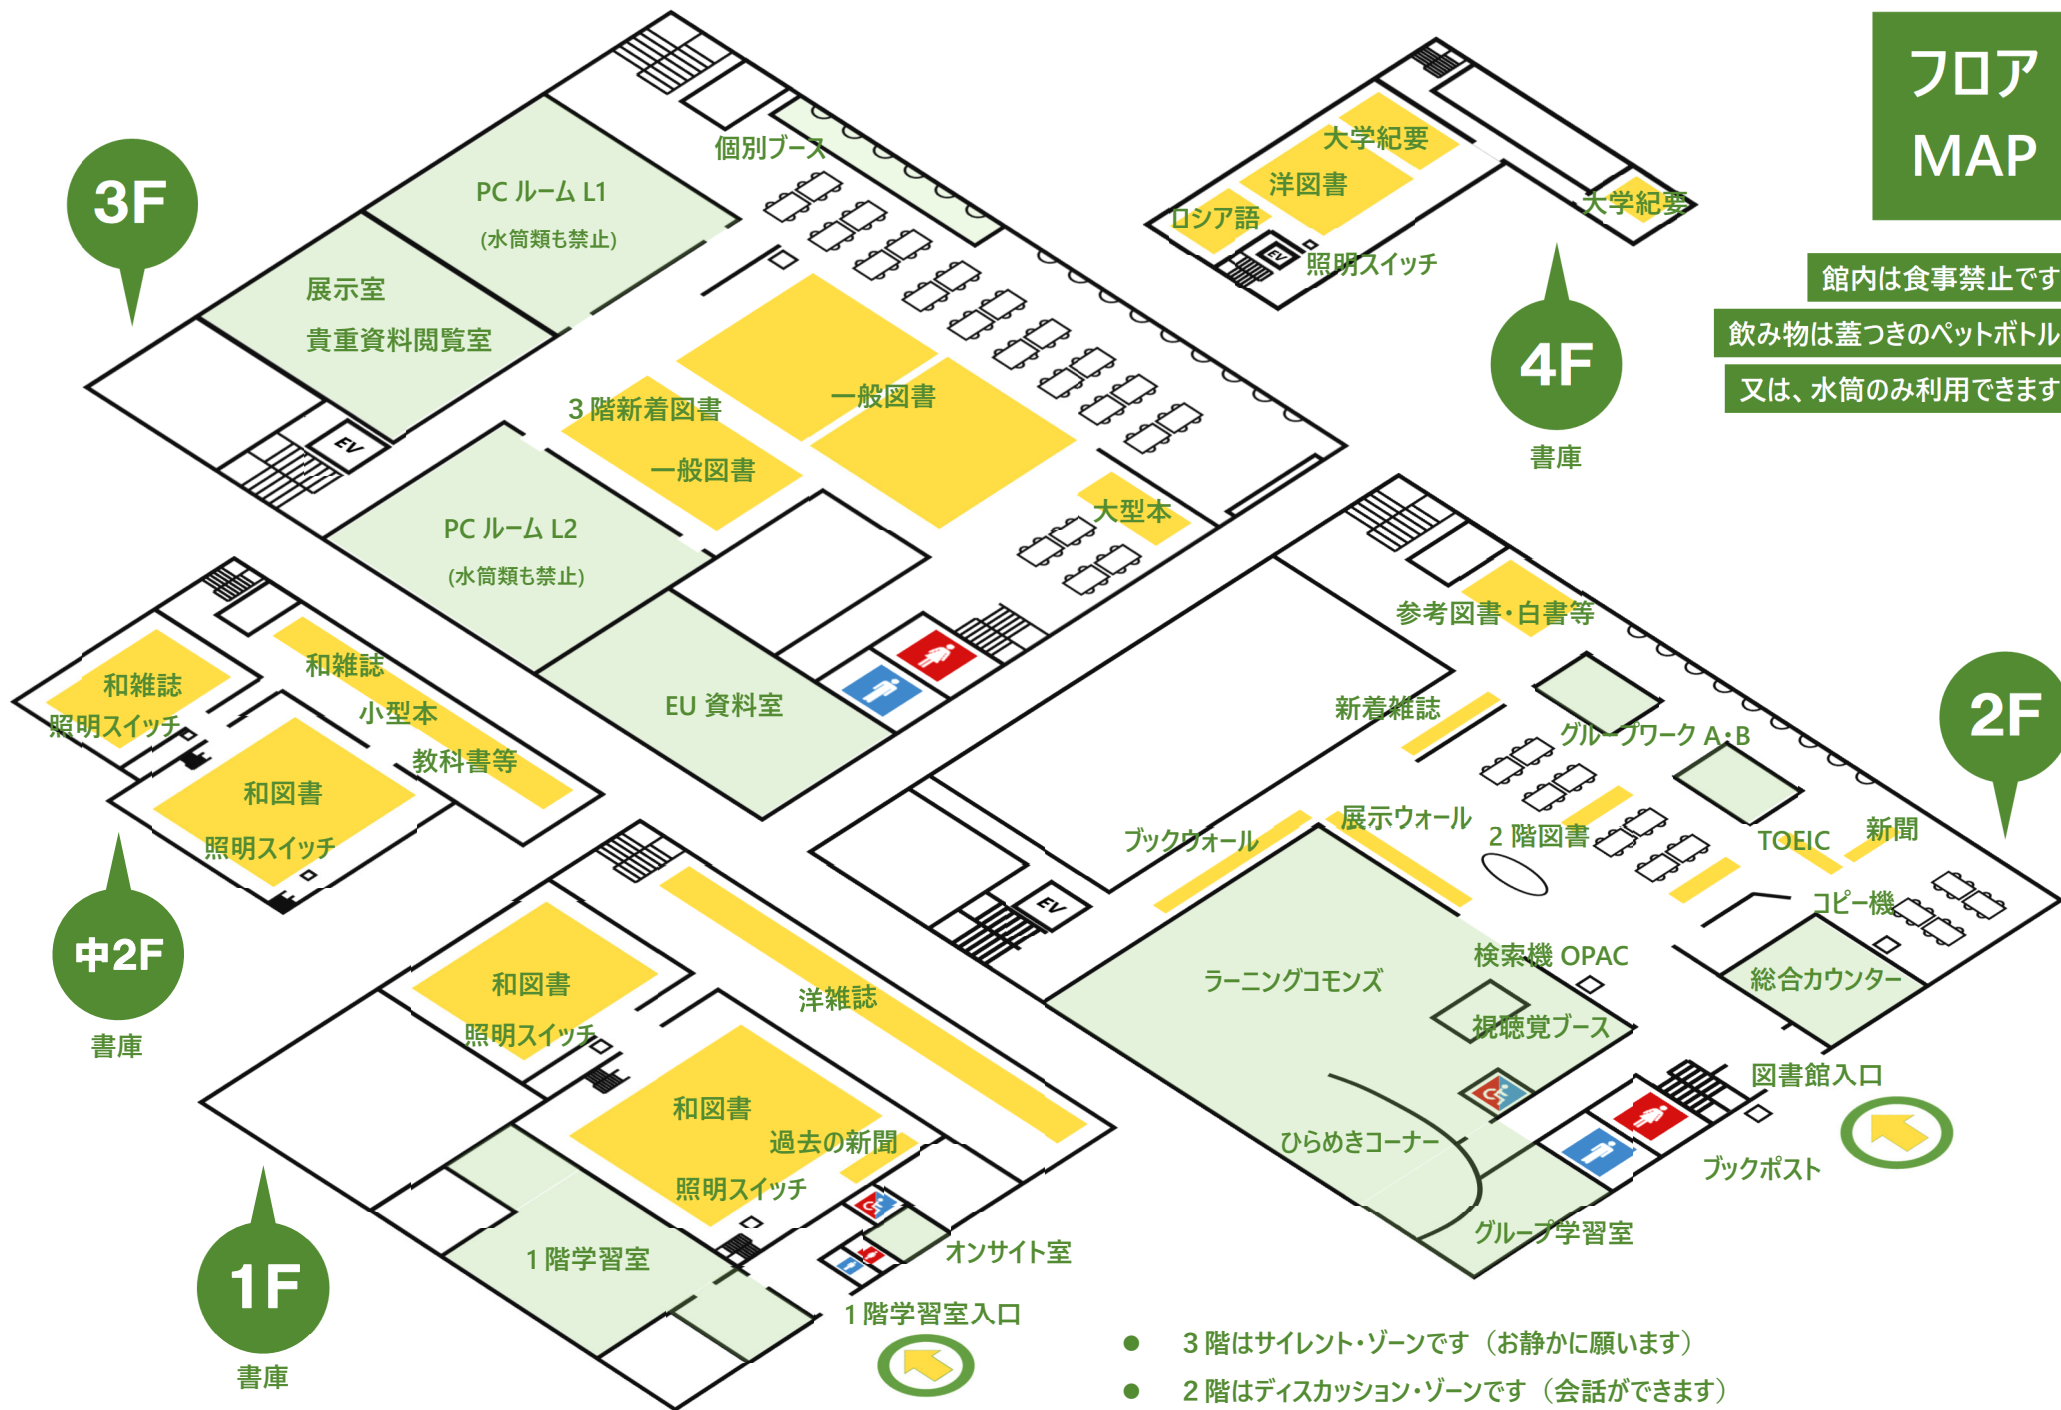 フロア
MAP
館内は食事禁止です
飲み物は蓋つきのペットボトル
又は、水筒のみ利用できます
3F
個別ブース
PC ルーム L1
(水筒類も禁止)
展示室
貴重資料閲覧室
3 階新着図書
一般図書
一般図書
EV
PC ルーム L2
(水筒類も禁止)
大型本
EU 資料室
4F
書庫
大学紀要
洋図書
ロシア語
大学紀要
EV
照明スイッチ
2F
参考図書・白書等
新着雑誌
グループワーク A・B
ブックウォール
展示ウォール
2 階図書
TOEIC
新聞
コピー機
EV
検索機 OPAC
総合カウンター
ラーニングコモンズ
視聴覚ブース
図書館入口
ひらめきコーナー
ブックポスト
グループ学習室
中2F
書庫
和雑誌
和雑誌
照明スイッチ
小型本
教科書等
和図書
照明スイッチ
1F
書庫
和図書
洋雑誌
照明スイッチ
和図書
過去の新聞
照明スイッチ
1 階学習室
オンサイト室
1 階学習室入口
● 3 階はサイレント・ゾーンです（お静かに願います）
● 2 階はディスカッション・ゾーンです（会話ができます）